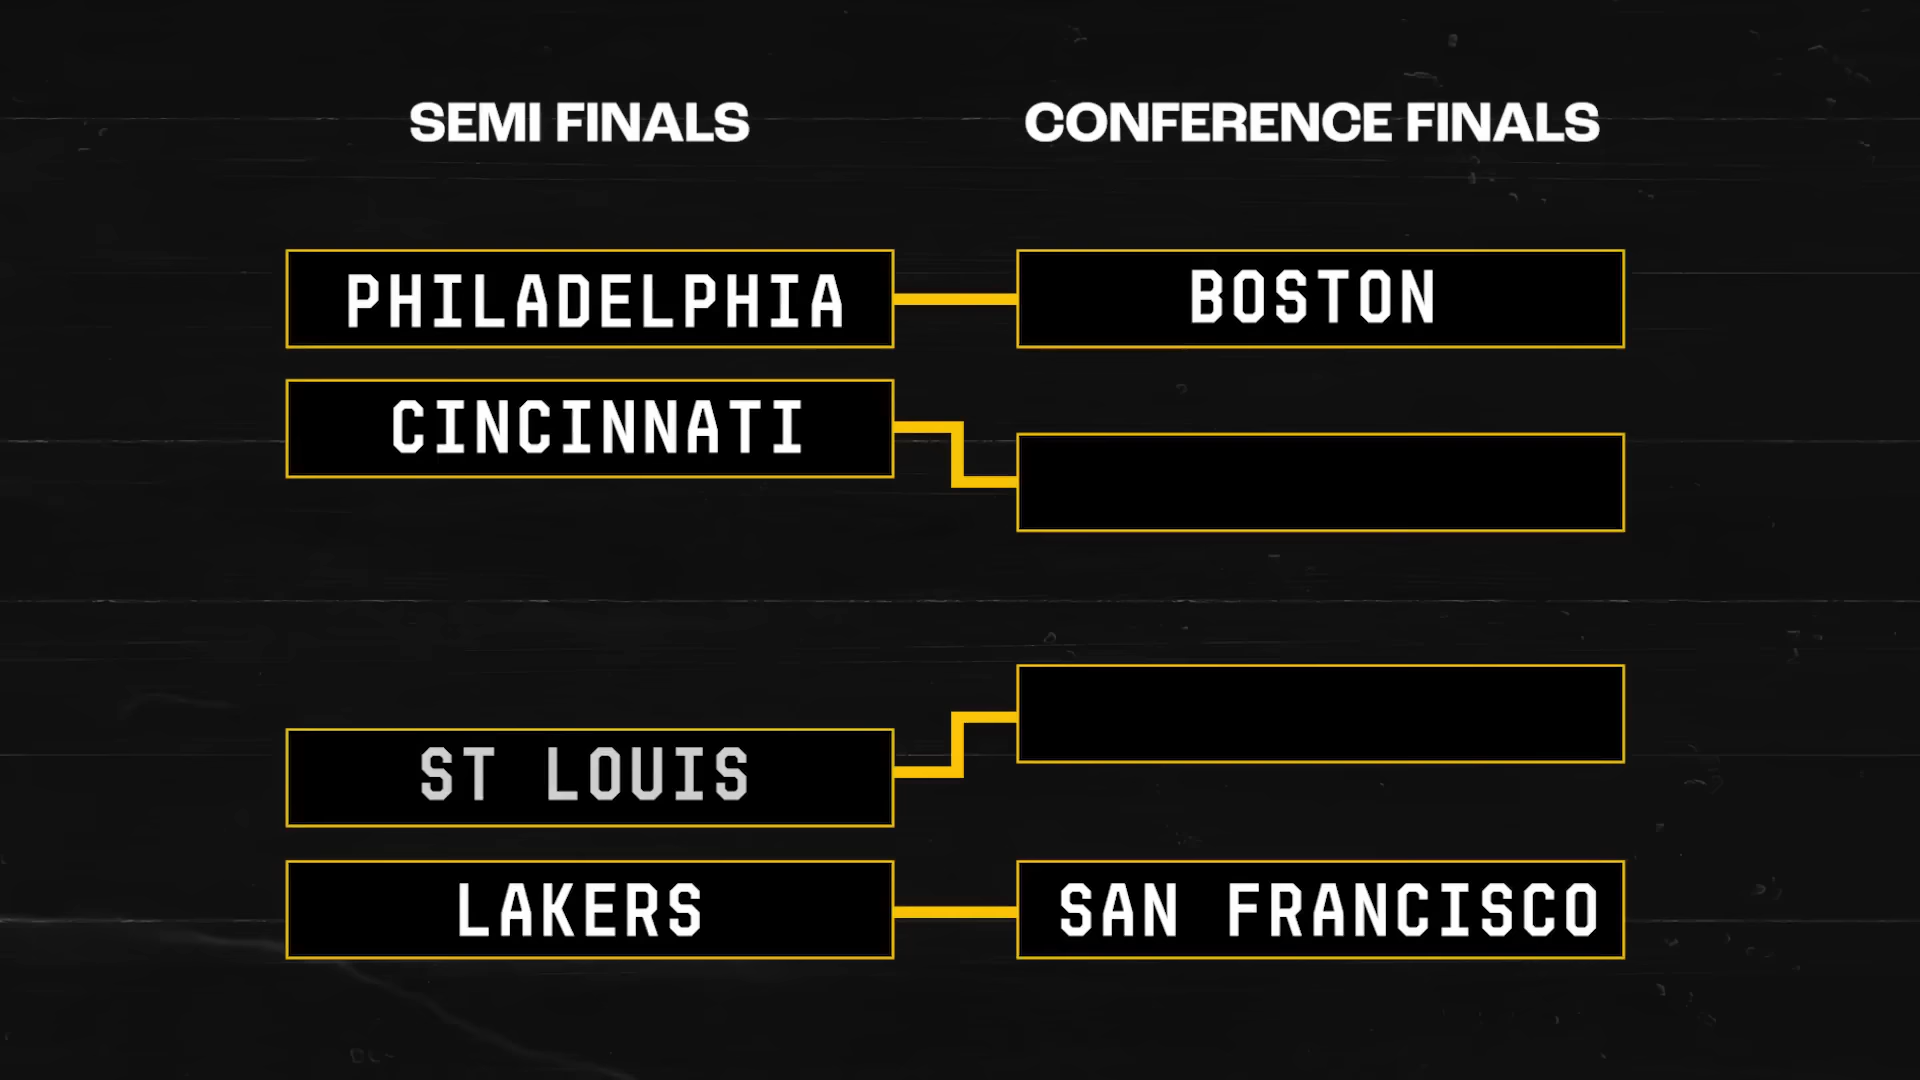 SEMI FINALS
CONFERENCE FINALS
PHILADELPHIA
BOSTON
CINCINNATI
ST LOUIS
LAKERS
SAN FRANCISCO